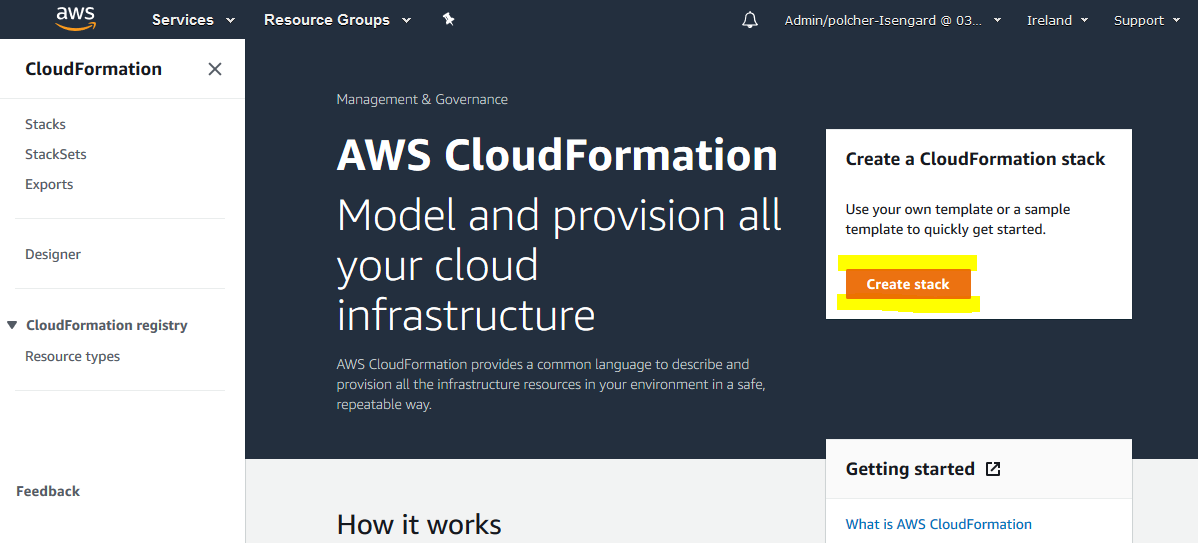 aws Services Resource Groups Admin/polcher-Isengard @ 03... Ireland Support
CloudFormation
Stacks
StackSets
Exports
Designer
CloudFormation registry
Resource types
Feedback
Management & Governance
AWS CloudFormation
Model and provision all
your cloud
infrastructure
AWS CloudFormation provides a common language to describe and
provision all the infrastructure resources in your environment in a safe,
repeatable way.
Create a CloudFormation stack
Use your own template or a sample
template to quickly get started.
Create stack
How it works
Getting started
What is AWS CloudFormation